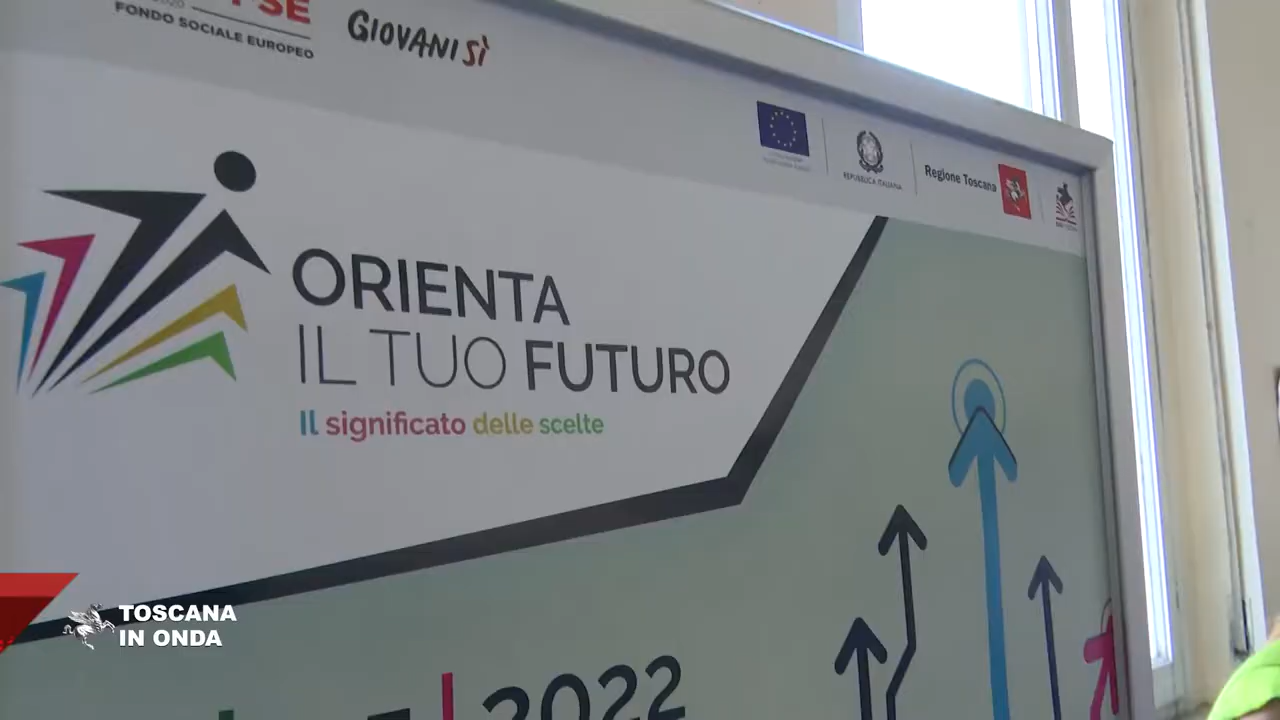 FONDO SOCIALE EUROPEO
GIOVANISÌ
REPUBBLICA ITALIANA
Regione Toscana
ORIENTA
IL TUO FUTURO
Il significato delle scelte
2022
TOSCANA
IN ONDA